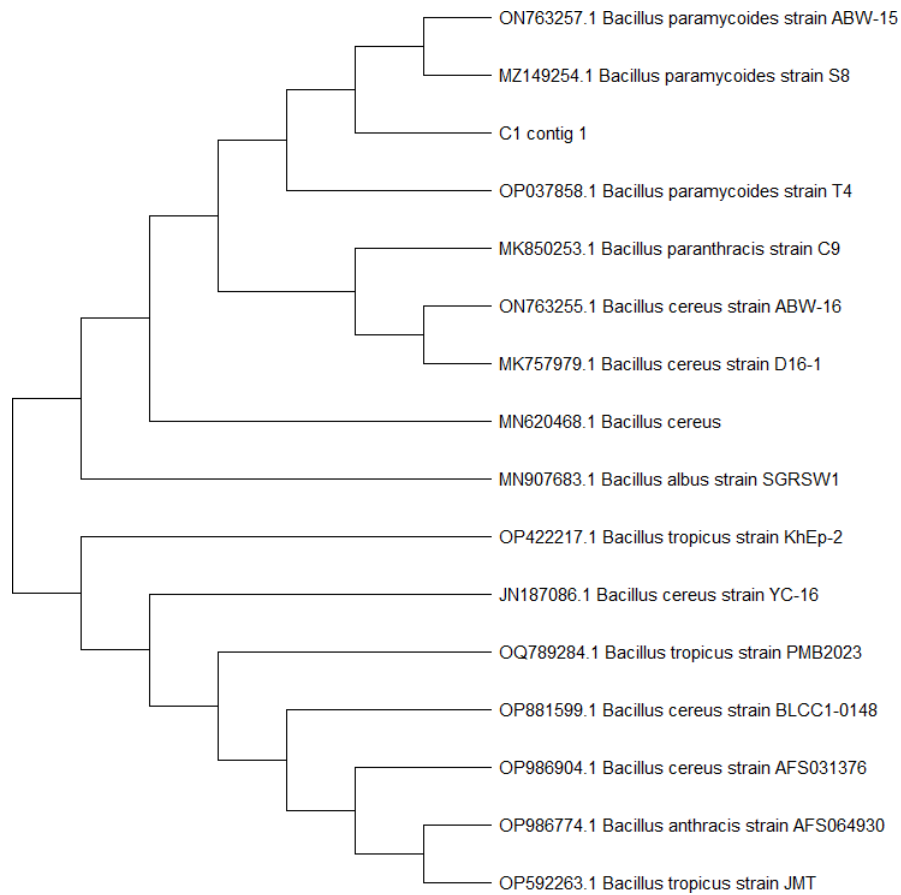 ON763257.1 Bacillus paramycoides strain ABW-15
MZ149254.1 Bacillus paramycoides strain S8
C1 contig 1
OP037858.1 Bacillus paramycoides strain T4
MK850253.1 Bacillus paranthracis strain C9
ON763255.1 Bacillus cereus strain ABW-16
MK757979.1 Bacillus cereus strain D16-1
MN620468.1 Bacillus cereus
MN907683.1 Bacillus albus strain SGRSW1
OP422217.1 Bacillus tropicus strain KhEp-2
JN187086.1 Bacillus cereus strain YC-16
OQ789284.1 Bacillus tropicus strain PMB2023
OP881599.1 Bacillus cereus strain BLCC1-0148
OP986904.1 Bacillus cereus strain AFS031376
OP986774.1 Bacillus anthracis strain AFS064930
OP592263.1 Bacillus tropicus strain JMT